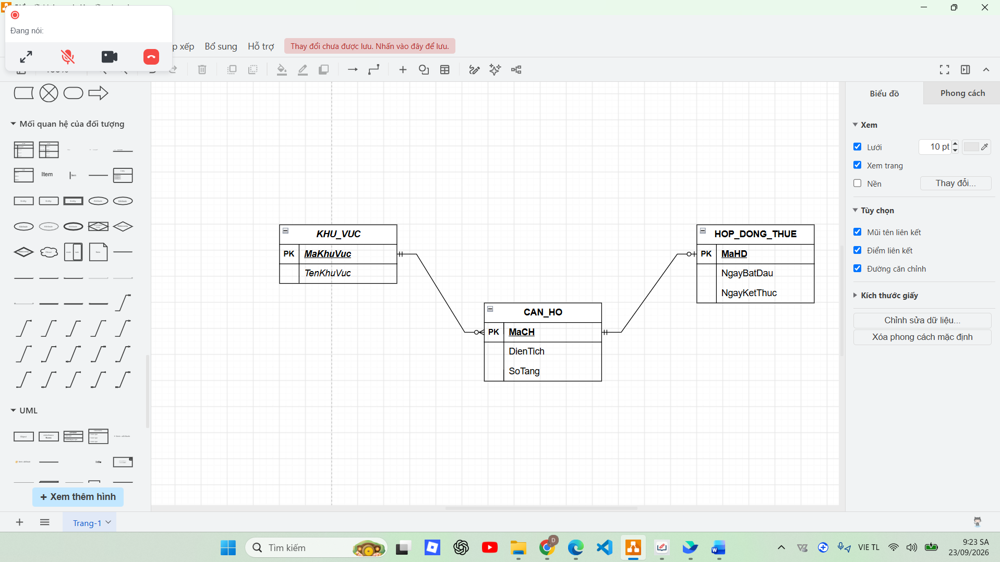 Đang nói:
p xếp
Bổ sung
Hỗ trợ
Thay đổi chưa được lưu. Nhấn vào đây để lưu.
Mối quan hệ của đối tượng
Item
UML
Title
+ Xem thêm hình
Trang-1
KHU_VUC
PK MaKhuVuc
TenKhuVuc
CAN_HO
PK MaCH
DienTich
SoTang
HOP_DONG_THUE
PK MaHD
NgayBatDau
NgayKetThuc
Biểu đồ
Phong cách
Xem
Lưới
10 pt
Xem trang
Nền
Thay đổi...
Tùy chọn
Mũi tên liên kết
Điểm liên kết
Đường căn chỉnh
Kích thước giấy
Chỉnh sửa dữ liệu...
Xóa phong cách mặc định
Tìm kiếm
D
VIE TL
9:23 SA
23/09/2026